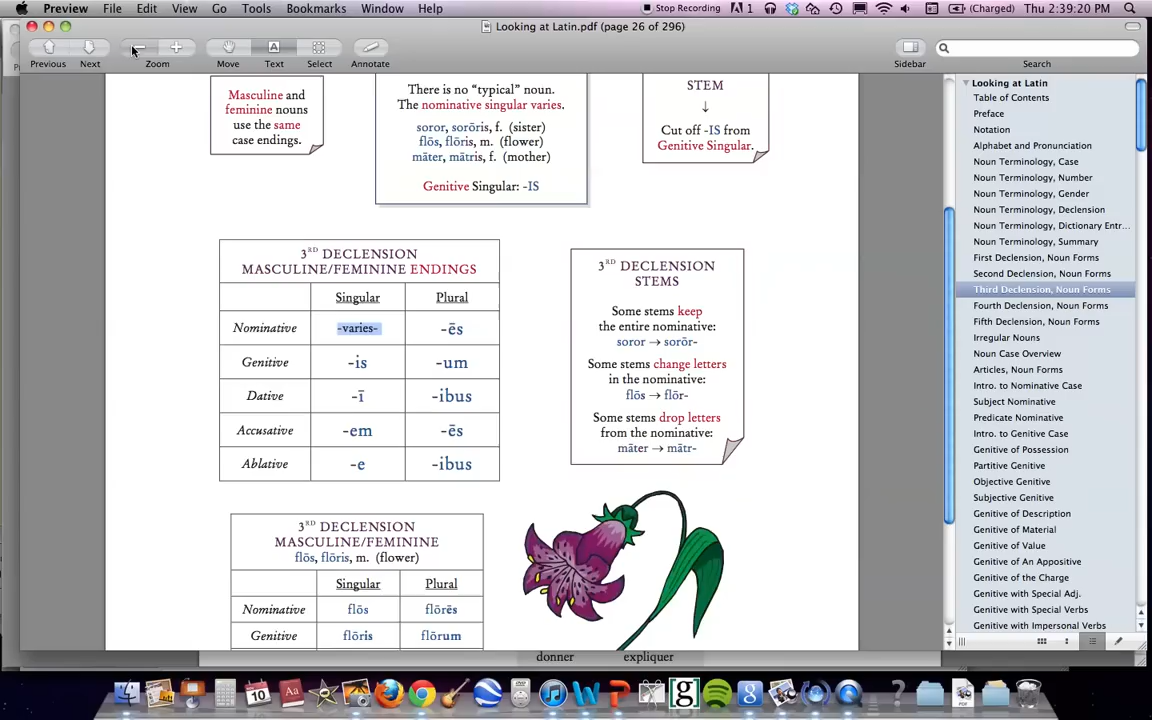 Preview File Edit View Go Tools Bookmarks Window Help Stop Recording 1 (Charged) Thu 2:39:20 PM
Looking at Latin.pdf (page 26 of 296)
Previous Next Zoom Move Text Select Annotate Sidebar Search
Masculine and
feminine nouns
use the same
case endings.
There is no “typical” noun.
The nominative singular varies.
soror, sorōris, f. (sister)
flōs, flōris, m. (flower)
māter, mātris, f. (mother)
Genitive Singular: -IS
STEM
↓
Cut off -IS from
Genitive Singular.
3RD DECLENSION
MASCULINE/FEMININE ENDINGS
Singular Plural
Nominative -varies- -ēs
Genitive -is -um
Dative -ī -ibus
Accusative -em -ēs
Ablative -e -ibus
3RD DECLENSION
STEMS
Some stems keep
the entire nominative:
soror → sorōr-
Some stems change letters
in the nominative:
flōs → flōr-
Some stems drop letters
from the nominative:
māter → mātr-
3RD DECLENSION
MASCULINE/FEMININE
flōs, flōris, m. (flower)
Singular Plural
Nominative flōs flōrēs
Genitive flōris flōrum
donner expliquer
Looking at Latin
Table of Contents
Preface
Notation
Alphabet and Pronunciation
Noun Terminology, Case
Noun Terminology, Number
Noun Terminology, Gender
Noun Terminology, Declension
Noun Terminology, Dictionary Entr...
Noun Terminology, Summary
First Declension, Noun Forms
Second Declension, Noun Forms
Third Declension, Noun Forms
Fourth Declension, Noun Forms
Fifth Declension, Noun Forms
Irregular Nouns
Noun Case Overview
Articles, Noun Forms
Intro. to Nominative Case
Subject Nominative
Predicate Nominative
Intro. to Genitive Case
Genitive of Possession
Partitive Genitive
Objective Genitive
Subjective Genitive
Genitive of Description
Genitive of Material
Genitive of Value
Genitive of An Appositive
Genitive of the Charge
Genitive with Special Adj.
Genitive with Special Verbs
Genitive with Impersonal Verbs